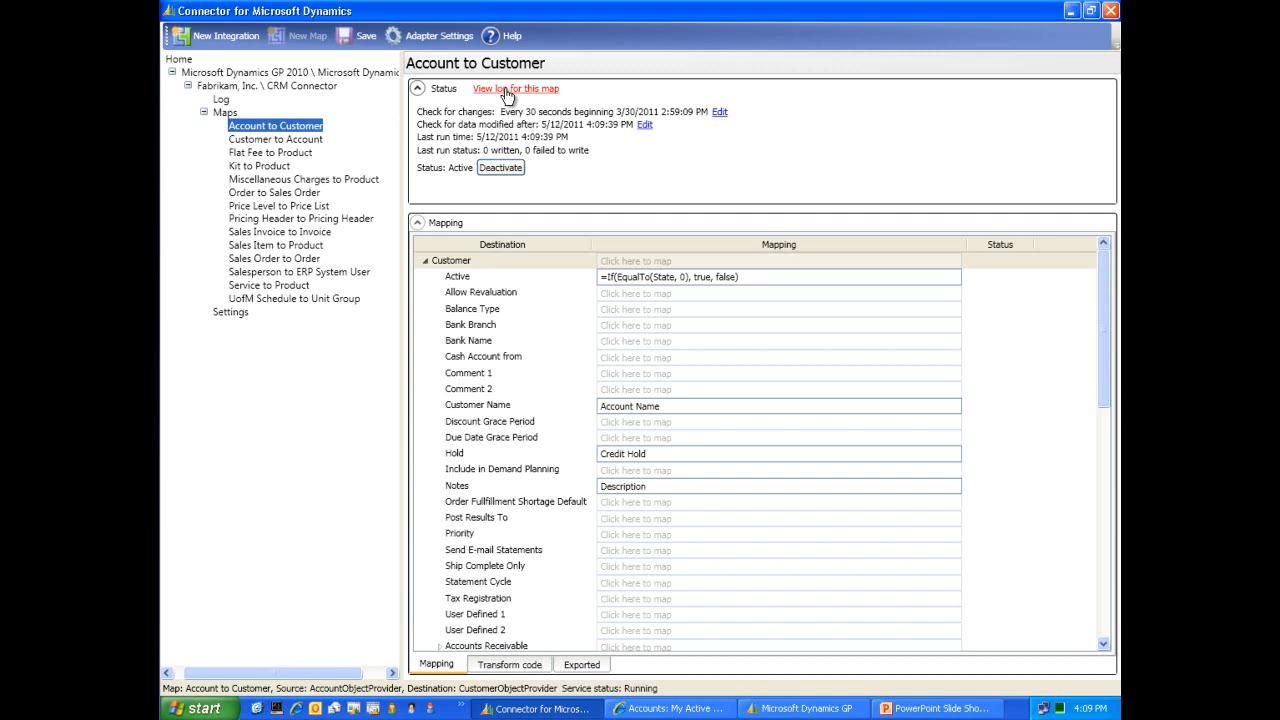 Connector for Microsoft Dynamics
New Integration New Map Save Adapter Settings Help
Home
Microsoft Dynamics GP 2010 \ Microsoft Dynamic
Fabrikam, Inc. \ CRM Connector
Log
Maps
Account to Customer
Customer to Account
Flat Fee to Product
Kit to Product
Miscellaneous Charges to Product
Order to Sales Order
Price Level to Price List
Pricing Header to Pricing Header
Sales Invoice to Invoice
Sales Item to Product
Sales Order to Order
Salesperson to ERP System User
Service to Product
UofM Schedule to Unit Group
Settings
Account to Customer
Status View log for this map
Check for changes: Every 30 seconds beginning 3/30/2011 2:59:09 PM Edit
Check for data modified after: 5/12/2011 4:09:39 PM Edit
Last run time: 5/12/2011 4:09:39 PM
Last run status: 0 written, 0 failed to write
Status: Active Deactivate
Mapping
Destination Mapping Status
Customer Click here to map
Active =If(EqualTo(State, 0), true, false)
Allow Revaluation Click here to map
Balance Type Click here to map
Bank Branch Click here to map
Bank Name Click here to map
Cash Account from Click here to map
Comment 1 Click here to map
Comment 2 Click here to map
Customer Name Account Name
Discount Grace Period Click here to map
Due Date Grace Period Click here to map
Hold Credit Hold
Include in Demand Planning Click here to map
Notes Description
Order Fullfillment Shortage Default Click here to map
Post Results To Click here to map
Priority Click here to map
Send E-mail Statements Click here to map
Ship Complete Only Click here to map
Statement Cycle Click here to map
Tax Registration Click here to map
User Defined 1 Click here to map
User Defined 2 Click here to map
Accounts Receivable Click here to map
Mapping Transform code Exported
Map: Account to Customer, Source: AccountObjectProvider, Destination: CustomerObjectProvider Service status: Running
start Connector for Micros... Accounts: My Active ... Microsoft Dynamics GP PowerPoint Slide Sho... 4:09 PM